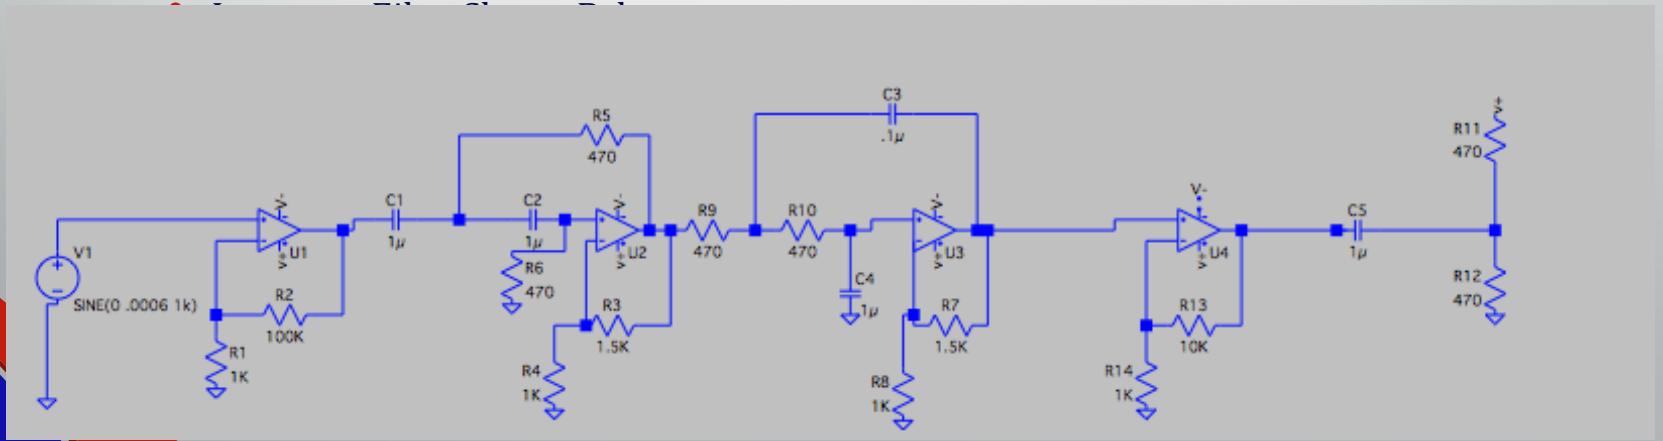 C3
.1µ
R5
470
V+
R11
470
C1
1µ
C2
1µ
V-
U1
V+
V-
U2
V+
R9
470
R10
470
V-
U3
V+
V-
U4
V+
C5
1µ
V1
SINE(0 .0006 1k)
R6
470
C4
.1µ
R12
470
R2
100K
R3
1.5K
R7
1.5K
R13
10K
R1
1K
R4
1K
R8
1K
R14
1K